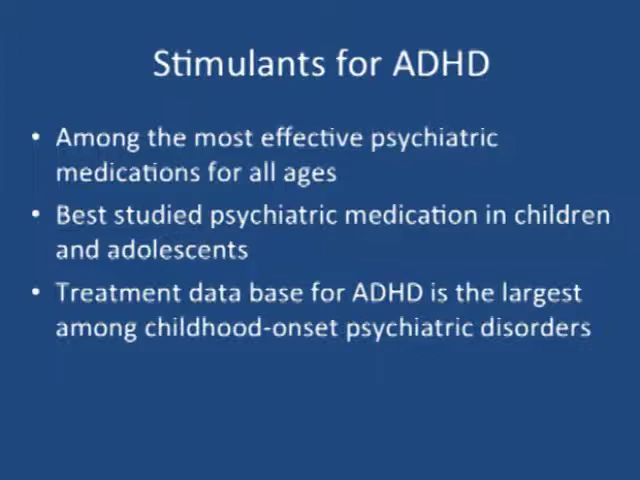 Stimulants for ADHD
• Among the most effective psychiatric
medications for all ages
• Best studied psychiatric medication in children
and adolescents
• Treatment data base for ADHD is the largest
among childhood-onset psychiatric disorders